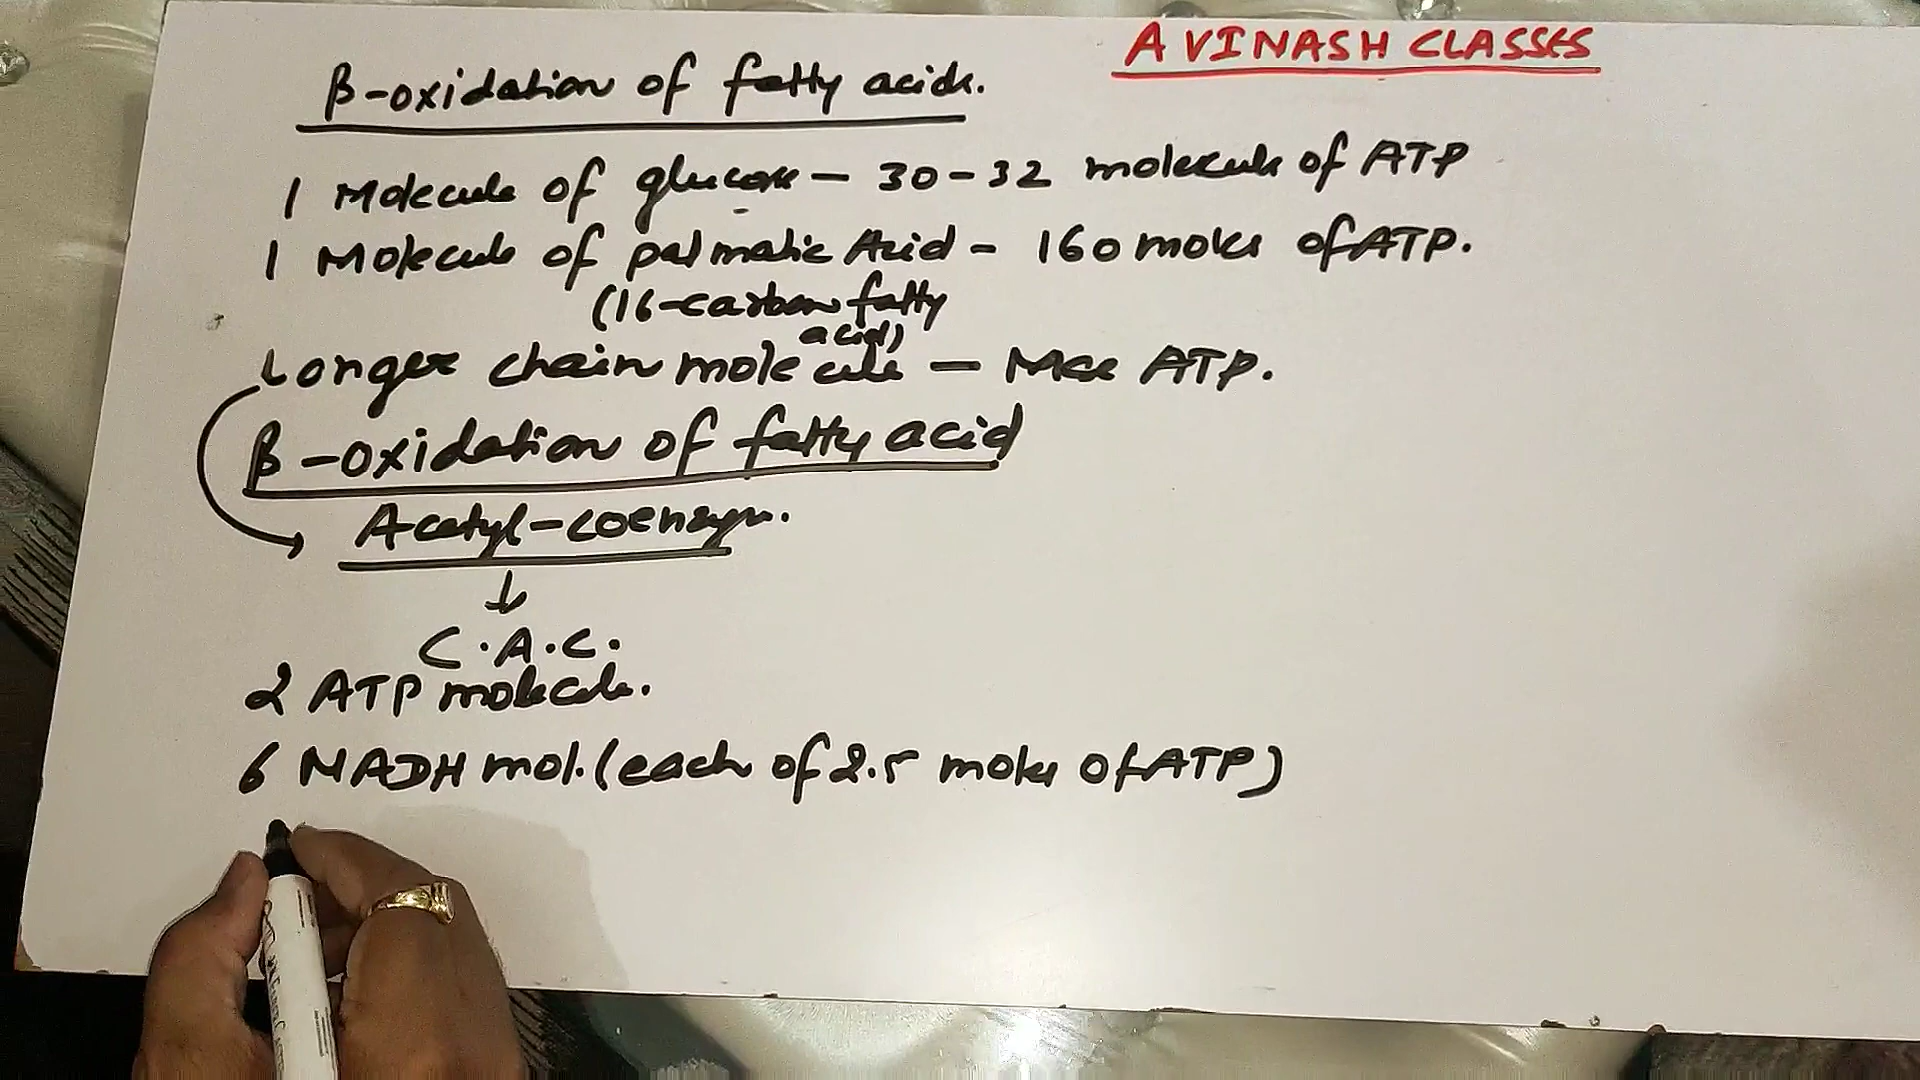 AVINASH CLASSES
β-oxidation of fatty acids.
1 Molecule of glucose - 30-32 molecule of ATP
1 Molecule of palmatic Acid - 160 moles of ATP.
(16-carbon fatty
acid)
Longer chain molecule - Mor ATP.
β-oxidation of fatty acid
Acetyl-coenzym.
↓
C.A.C.
2 ATP molecule.
6 NADH mol. (each of 2.5 moles of ATP)